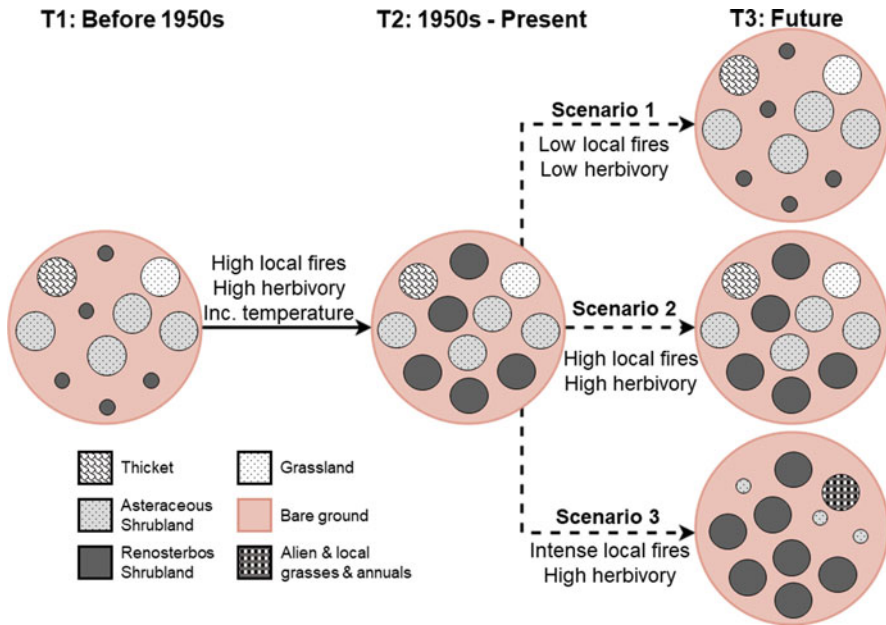 T1: Before 1950s
T2: 1950s - Present
T3: Future
Scenario 1
Low local fires
Low herbivory
High local fires
High herbivory
Inc. temperature
Scenario 2
High local fires
High herbivory
Scenario 3
Intense local fires
High herbivory
Thicket
Grassland
Asteraceous
Shrubland
Bare ground
Renosterbos
Shrubland
Alien & local
grasses & annuals